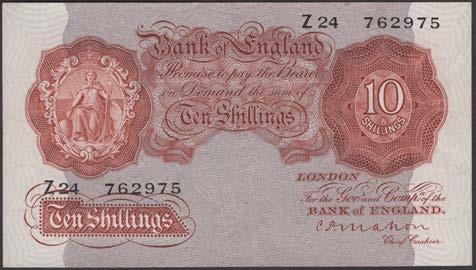 Z24 762975
Bank of England
Promise to pay the Bearer
on Demand the sum of
Ten Shillings
10
SHILLINGS
LONDON
Z24 762975
For the Gov: and Compa: of the
BANK OF ENGLAND.
Ten Shillings
C.P. Mahon
Chief Cashier